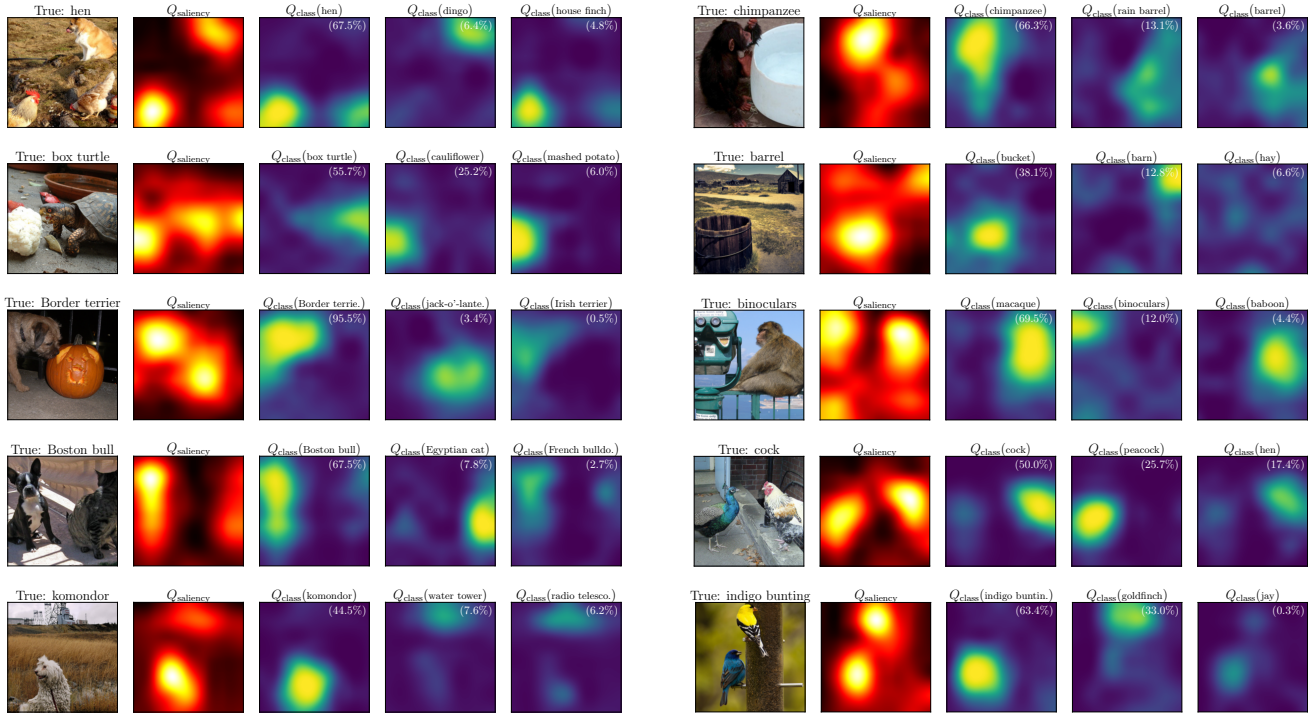 True: hen Q_saliency Q_class(hen) Q_class(dingo) Q_class(house finch)
(67.5%) (6.4%) (4.8%)
True: chimpanzee Q_saliency Q_class(chimpanzee) Q_class(rain barrel) Q_class(barrel)
(66.3%) (13.1%) (3.6%)
True: box turtle Q_saliency Q_class(box turtle) Q_class(cauliflower) Q_class(mashed potato)
(55.7%) (25.2%) (6.0%)
True: barrel Q_saliency Q_class(bucket) Q_class(barn) Q_class(hay)
(38.1%) (12.8%) (6.6%)
True: Border terrier Q_saliency Q_class(Border terrie.) Q_class(jack-o'-lante.) Q_class(Irish terrier)
(95.5%) (3.4%) (0.5%)
True: binoculars Q_saliency Q_class(macaque) Q_class(binoculars) Q_class(baboon)
(69.5%) (12.0%) (4.4%)
True: Boston bull Q_saliency Q_class(Boston bull) Q_class(Egyptian cat) Q_class(French bulldo.)
(67.5%) (7.8%) (2.7%)
True: cock Q_saliency Q_class(cock) Q_class(peacock) Q_class(hen)
(50.0%) (25.7%) (17.4%)
True: komondor Q_saliency Q_class(komondor) Q_class(water tower) Q_class(radio telesco.)
(44.5%) (7.6%) (6.2%)
True: indigo bunting Q_saliency Q_class(indigo buntin.) Q_class(goldfinch) Q_class(jay)
(63.4%) (33.0%) (0.3%)